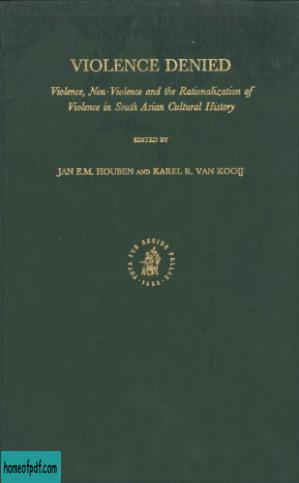 VIOLENCE DENIED
Violence, Non-Violence and the Rationalization of
Violence in South Asian Cultural History
EDITED BY
JAN E.M. HOUBEN AND KAREL R. VAN KOOIJ
TUTA SUB AEGIDE PALLAS
·1683·
homeofpdf.com